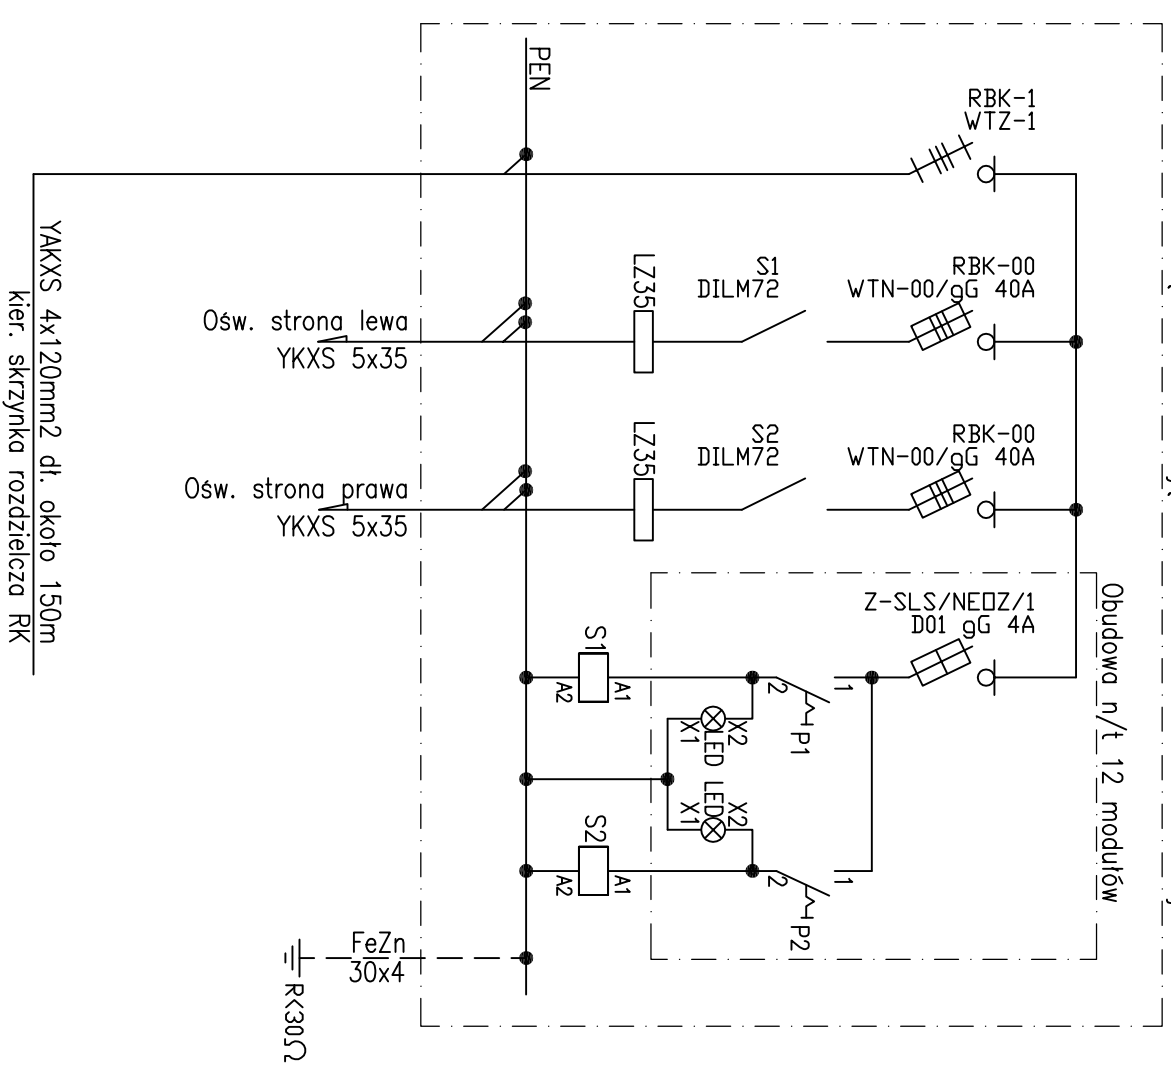 PEN
RBK-1
WTZ-1
YAKXS 4x120mm2 dł. około 150m
kier. skrzynka rozdzielcza RK
Ośw. strona lewa
YKXS 5x35
LZ35
S1
DILM72
RBK-00
WTN-00/gG 40A
Ośw. strona prawa
YKXS 5x35
LZ35
S2
DILM72
RBK-00
WTN-00/gG 40A
Obudowa n/t 12 modułów
Z-SLS/NEOZ/1
D01 gG 4A
S1
A2
A1
2
1
P1
X1
X2
LED
LED
X1
X2
S2
A2
A1
2
1
P2
FeZn
30x4
R<30Ω